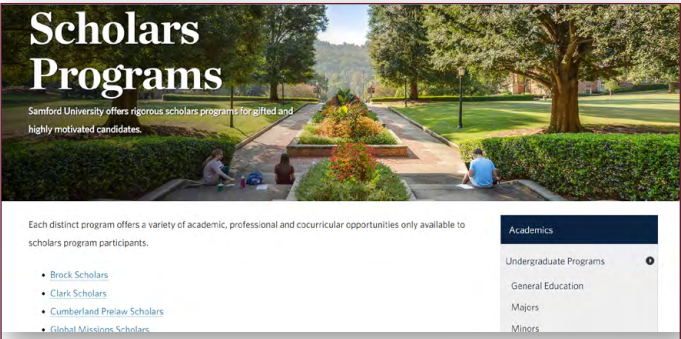 Scholars
Programs
Samford University offers rigorous scholars programs for gifted and
highly motivated candidates.
Each distinct program offers a variety of academic, professional and cocurricular opportunities only available to
scholars program participants.
• Brock Scholars
• Clark Scholars
• Cumberland Prelaw Scholars
• Global Missions Scholars
Academics
Undergraduate Programs
General Education
Majors
Minors